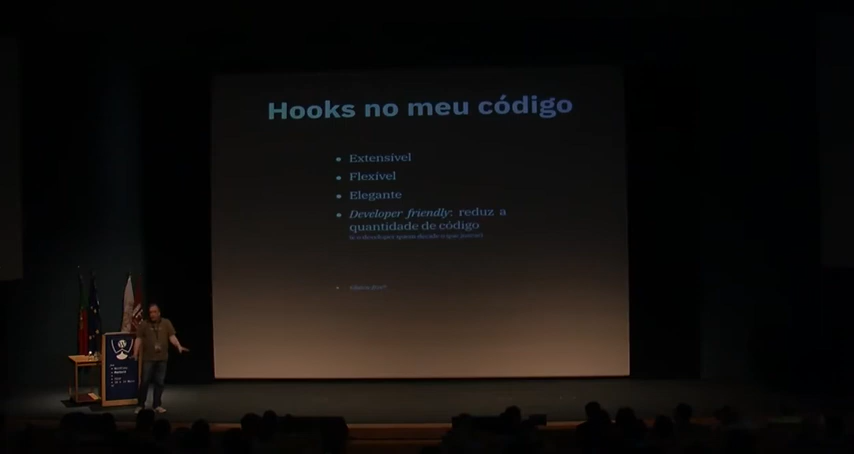 Hooks no meu código
• Extensível
• Flexível
• Elegante
• Developer friendly: reduz a
quantidade de código